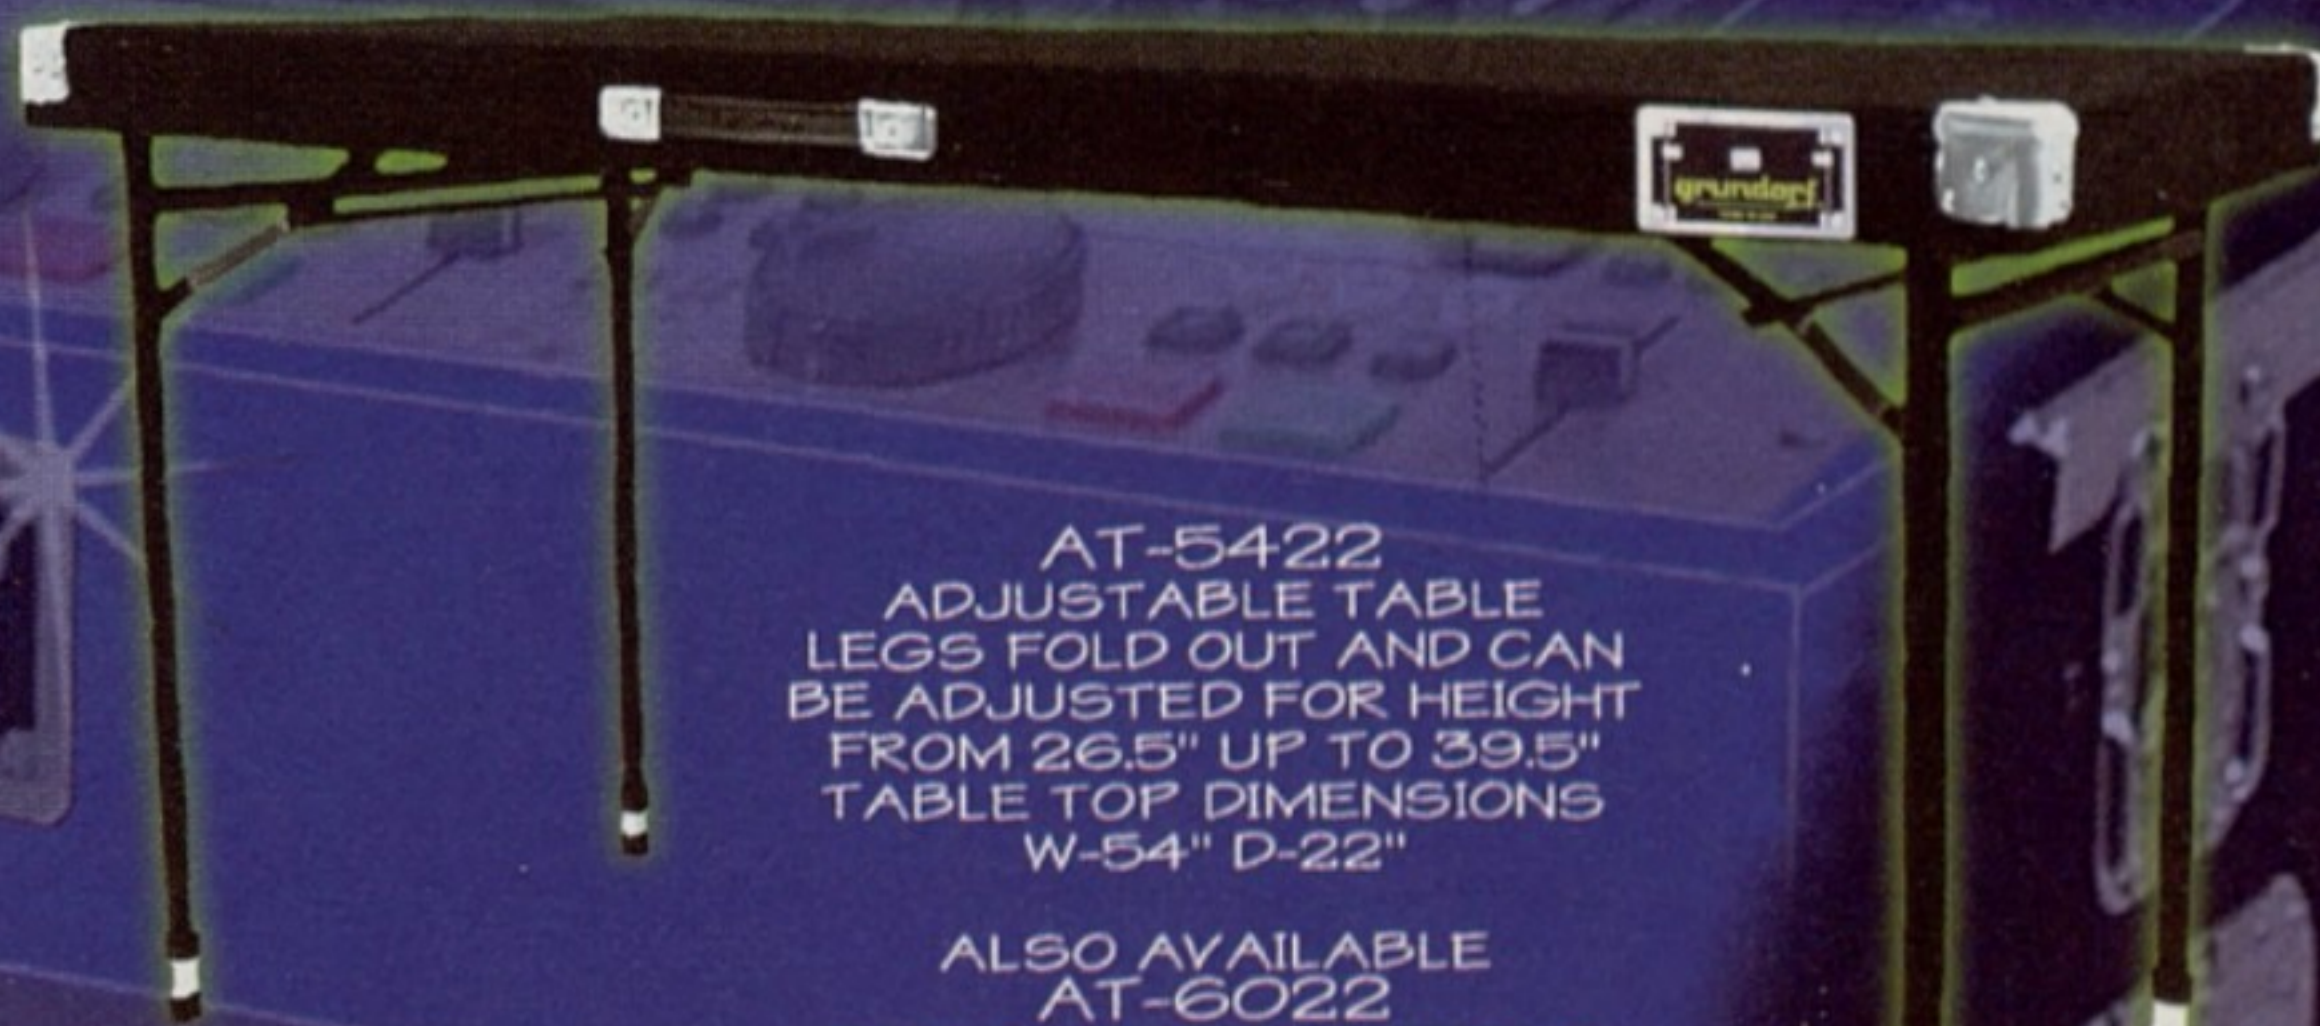 grundorf
AT-5422
ADJUSTABLE TABLE
LEGS FOLD OUT AND CAN
BE ADJUSTED FOR HEIGHT
FROM 26.5" UP TO 39.5"
TABLE TOP DIMENSIONS
W-54" D-22"
ALSO AVAILABLE
AT-6022